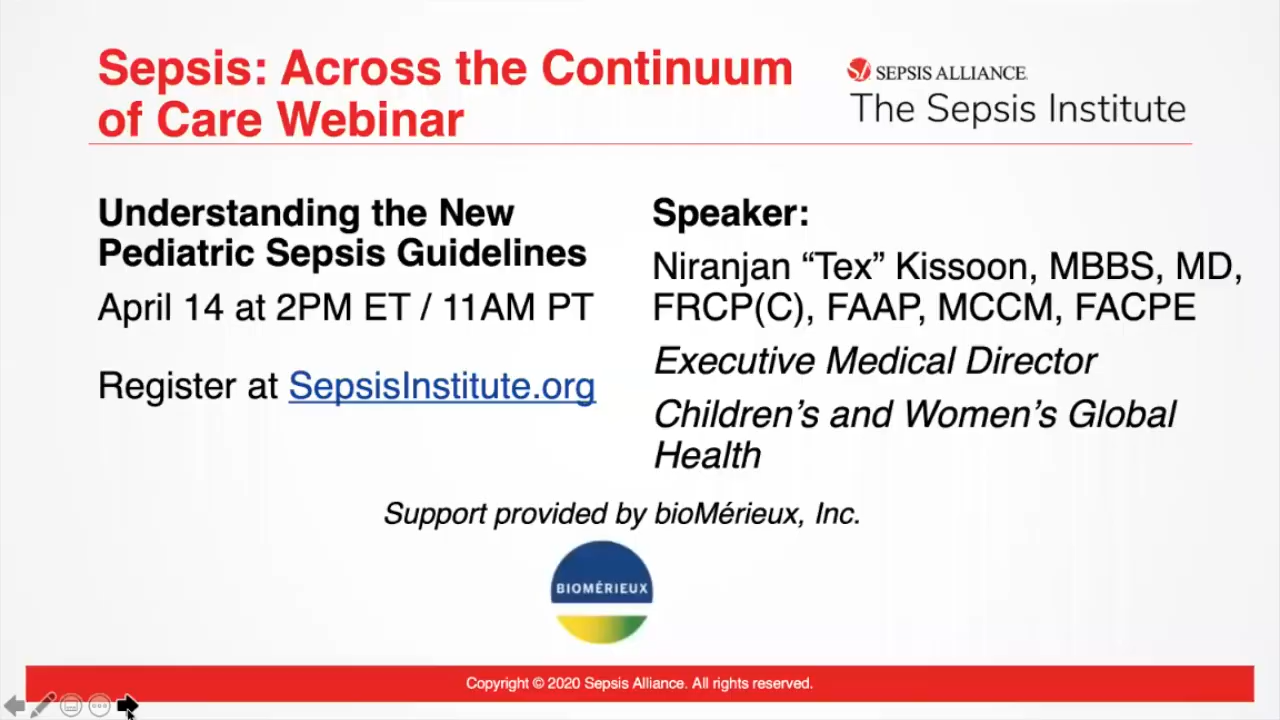 Sepsis: Across the Continuum
of Care Webinar
SEPSIS ALLIANCE
The Sepsis Institute
Understanding the New
Pediatric Sepsis Guidelines
April 14 at 2PM ET / 11AM PT
Register at SepsisInstitute.org
Speaker:
Niranjan “Tex” Kissoon, MBBS, MD,
FRCP(C), FAAP, MCCM, FACPE
Executive Medical Director
Children’s and Women’s Global
Health
Support provided by bioMérieux, Inc.
BIOMÉRIEUX
Copyright © 2020 Sepsis Alliance. All rights reserved.